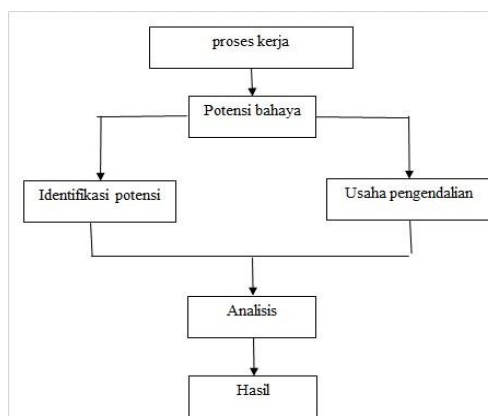 proses kerja
Potensi bahaya
Identifikasi potensi
Usaha pengendalian
Analisis
Hasil